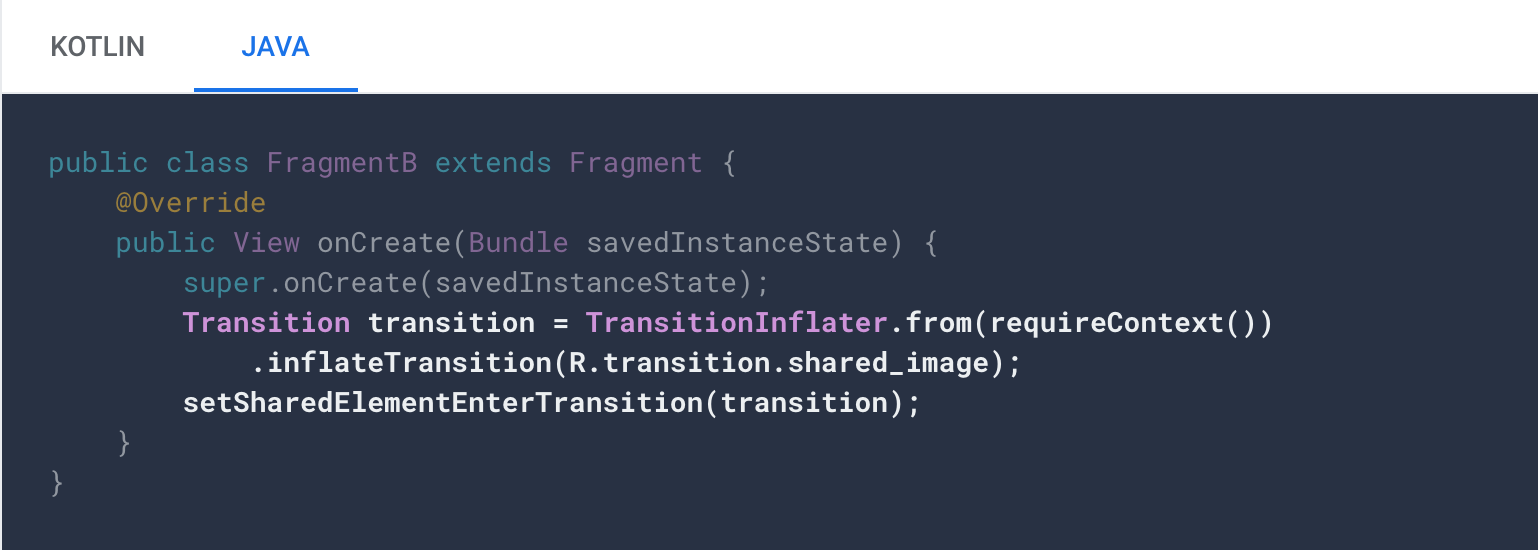 KOTLIN JAVA
public class FragmentB extends Fragment {
    @Override
    public View onCreate(Bundle savedInstanceState) {
        super.onCreate(savedInstanceState);
        Transition transition = TransitionInflater.from(requireContext())
            .inflateTransition(R.transition.shared_image);
        setSharedElementEnterTransition(transition);
    }
}